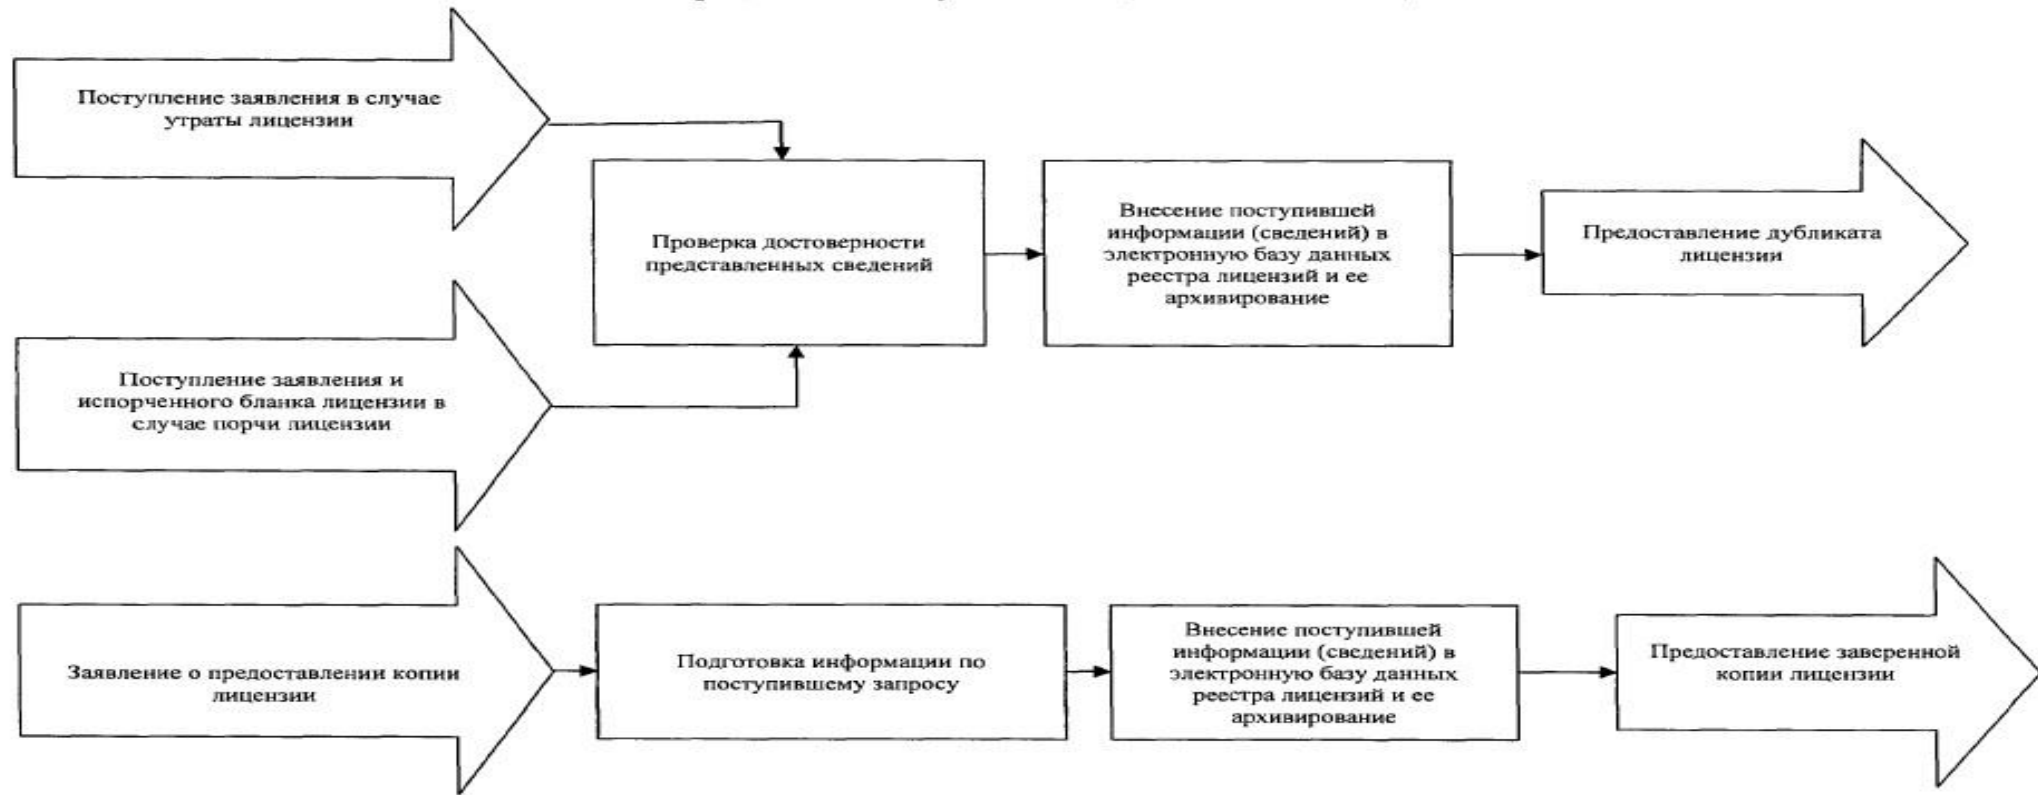 Поступление заявления в случае
утраты лицензии
Проверка достоверности
представленных сведений
Внесение поступившей
информации (сведений) в
электронную базу данных
реестра лицензий и ее
архивирование
Предоставление дубликата
лицензии
Поступление заявления и
испорченного бланка лицензии в
случае порчи лицензии
Заявление о предоставлении копии
лицензии
Подготовка информации по
поступившему запросу
Внесение поступившей
информации (сведений) в
электронную базу данных
реестра лицензий и ее
архивирование
Предоставление заверенной
копии лицензии